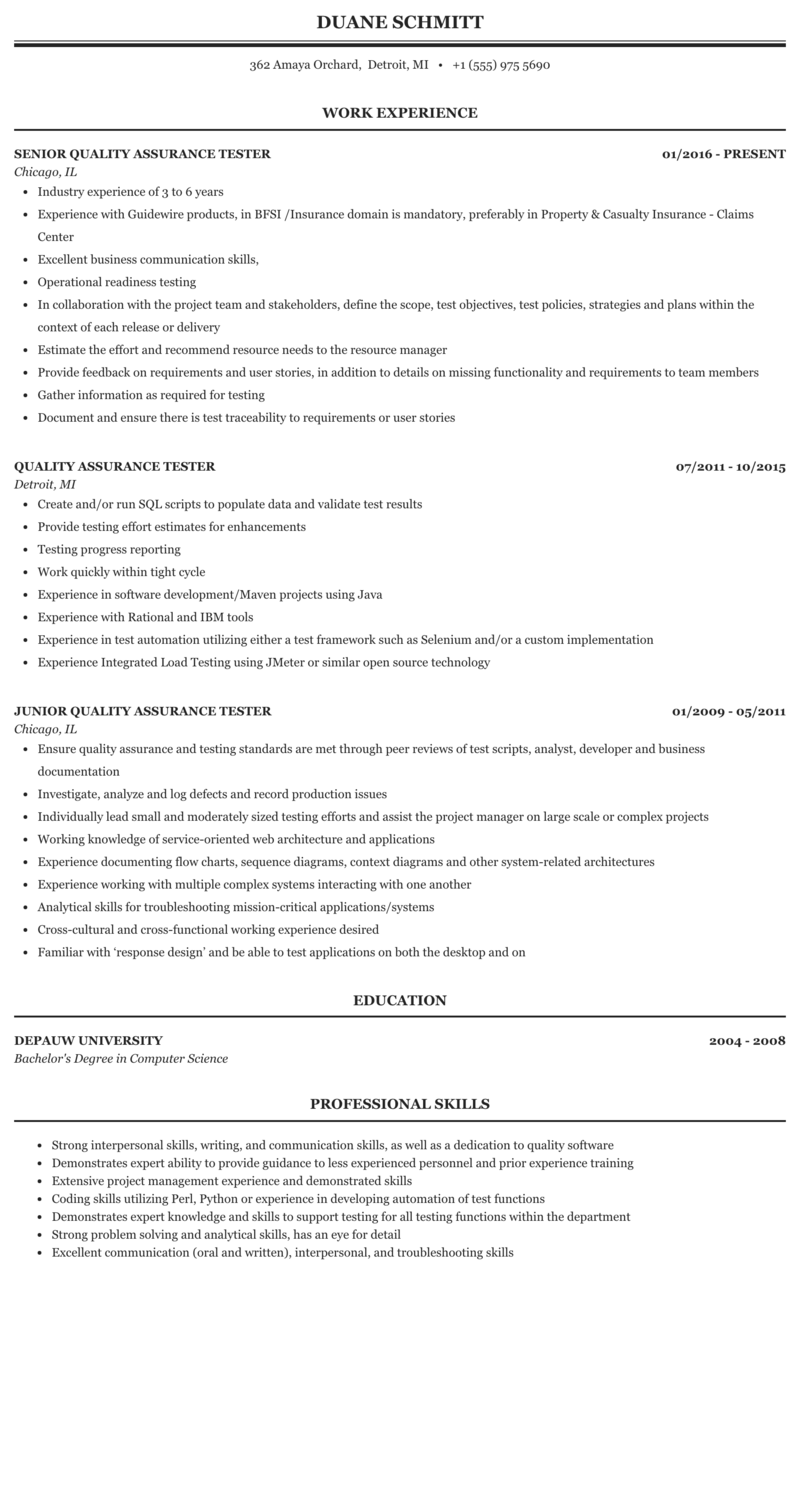 DUANE SCHMITT
362 Amaya Orchard, Detroit, MI • +1 (555) 975 5690
WORK EXPERIENCE
SENIOR QUALITY ASSURANCE TESTER 01/2016 - PRESENT
Chicago, IL
• Industry experience of 3 to 6 years
• Experience with Guidewire products, in BFSI /Insurance domain is mandatory, preferably in Property & Casualty Insurance - Claims
Center
• Excellent business communication skills,
• Operational readiness testing
• In collaboration with the project team and stakeholders, define the scope, test objectives, test policies, strategies and plans within the
context of each release or delivery
• Estimate the effort and recommend resource needs to the resource manager
• Provide feedback on requirements and user stories, in addition to details on missing functionality and requirements to team members
• Gather information as required for testing
• Document and ensure there is test traceability to requirements or user stories
QUALITY ASSURANCE TESTER 07/2011 - 10/2015
Detroit, MI
• Create and/or run SQL scripts to populate data and validate test results
• Provide testing effort estimates for enhancements
• Testing progress reporting
• Work quickly within tight cycle
• Experience in software development/Maven projects using Java
• Experience with Rational and IBM tools
• Experience in test automation utilizing either a test framework such as Selenium and/or a custom implementation
• Experience Integrated Load Testing using JMeter or similar open source technology
JUNIOR QUALITY ASSURANCE TESTER 01/2009 - 05/2011
Chicago, IL
• Ensure quality assurance and testing standards are met through peer reviews of test scripts, analyst, developer and business
documentation
• Investigate, analyze and log defects and record production issues
• Individually lead small and moderately sized testing efforts and assist the project manager on large scale or complex projects
• Working knowledge of service-oriented web architecture and applications
• Experience documenting flow charts, sequence diagrams, context diagrams and other system-related architectures
• Experience working with multiple complex systems interacting with one another
• Analytical skills for troubleshooting mission-critical applications/systems
• Cross-cultural and cross-functional working experience desired
• Familiar with ‘response design’ and be able to test applications on both the desktop and on
EDUCATION
DEPAUW UNIVERSITY 2004 - 2008
Bachelor's Degree in Computer Science
PROFESSIONAL SKILLS
• Strong interpersonal skills, writing, and communication skills, as well as a dedication to quality software
• Demonstrates expert ability to provide guidance to less experienced personnel and prior experience training
• Extensive project management experience and demonstrated skills
• Coding skills utilizing Perl, Python or experience in developing automation of test functions
• Demonstrates expert knowledge and skills to support testing for all testing functions within the department
• Strong problem solving and analytical skills, has an eye for detail
• Excellent communication (oral and written), interpersonal, and troubleshooting skills